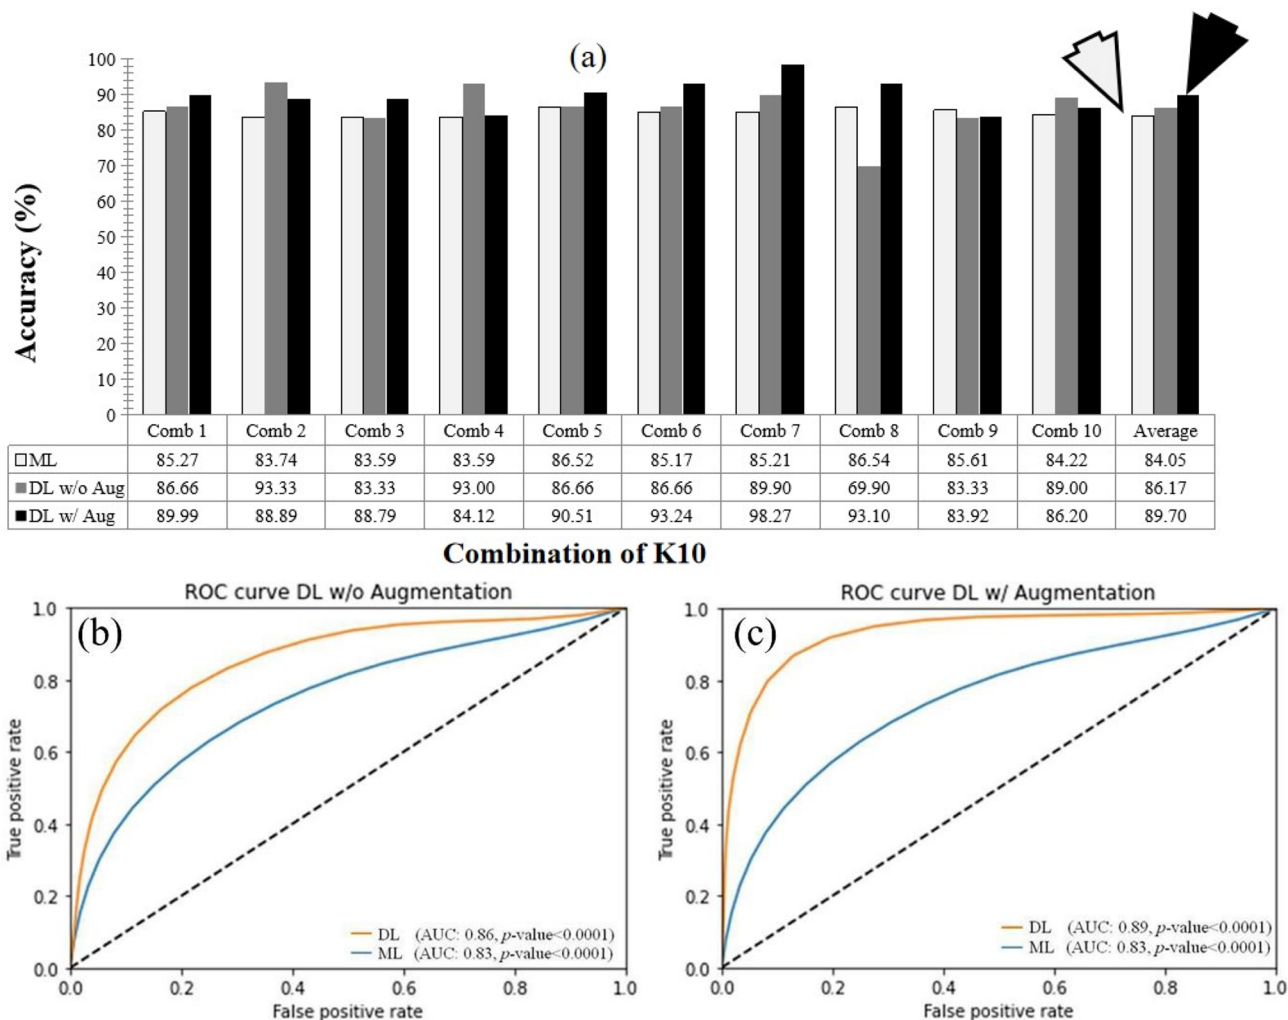 (a)
Accuracy (%)
100
90
80
70
60
50
40
30
20
10
0
Comb 1 Comb 2 Comb 3 Comb 4 Comb 5 Comb 6 Comb 7 Comb 8 Comb 9 Comb 10 Average
ML 85.27 83.74 83.59 83.59 86.52 85.17 85.21 86.54 85.61 84.22 84.05
DL w/o Aug 86.66 93.33 83.33 93.00 86.66 86.66 89.90 69.90 83.33 89.00 86.17
DL w/ Aug 89.99 88.89 88.79 84.12 90.51 93.24 98.27 93.10 83.92 86.20 89.70
Combination of K10
ROC curve DL w/o Augmentation
(b)
True positive rate
1.0
0.8
0.6
0.4
0.2
0.0
DL (AUC: 0.86, p-value<0.0001)
ML (AUC: 0.83, p-value<0.0001)
0.0 0.2 0.4 0.6 0.8 1.0
False positive rate
ROC curve DL w/ Augmentation
(c)
True positive rate
1.0
0.8
0.6
0.4
0.2
0.0
DL (AUC: 0.89, p-value<0.0001)
ML (AUC: 0.83, p-value<0.0001)
0.0 0.2 0.4 0.6 0.8 1.0
False positive rate